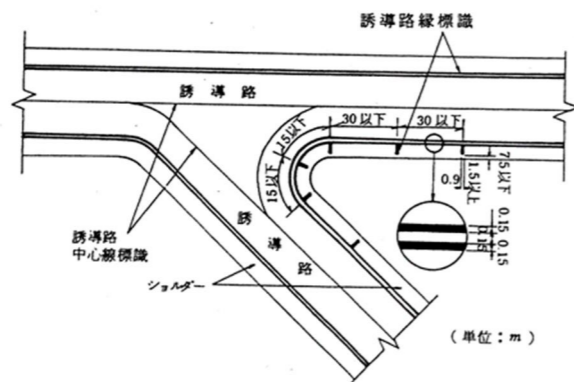 誘導路縁標識
誘導路
30以下
30以下
15以下
15以下
0.9
1.5以上
7.5以下
0.15
0.15
0.15
誘導路
誘導路
中心線標識
ショルダー
(単位:m)